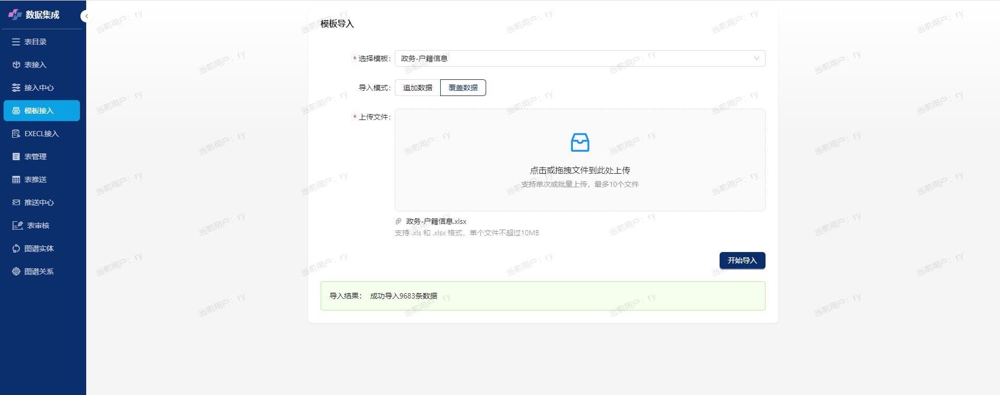 数据集成
表目录
表接入
接入中心
模板接入
EXECL接入
表管理
表推送
推送中心
表审核
图谱实体
图谱关系
模板导入
* 选择模板: 政务-户籍信息
导入模式: 追加数据 覆盖数据
* 上传文件:
点击或拖拽文件到此处上传
支持单次或批量上传，最多10个文件
政务-户籍信息.xlsx
支持 .xls 和 .xlsx 格式，单个文件不超过10MB
开始导入
导入结果： 成功导入9683条数据
当前用户：ry